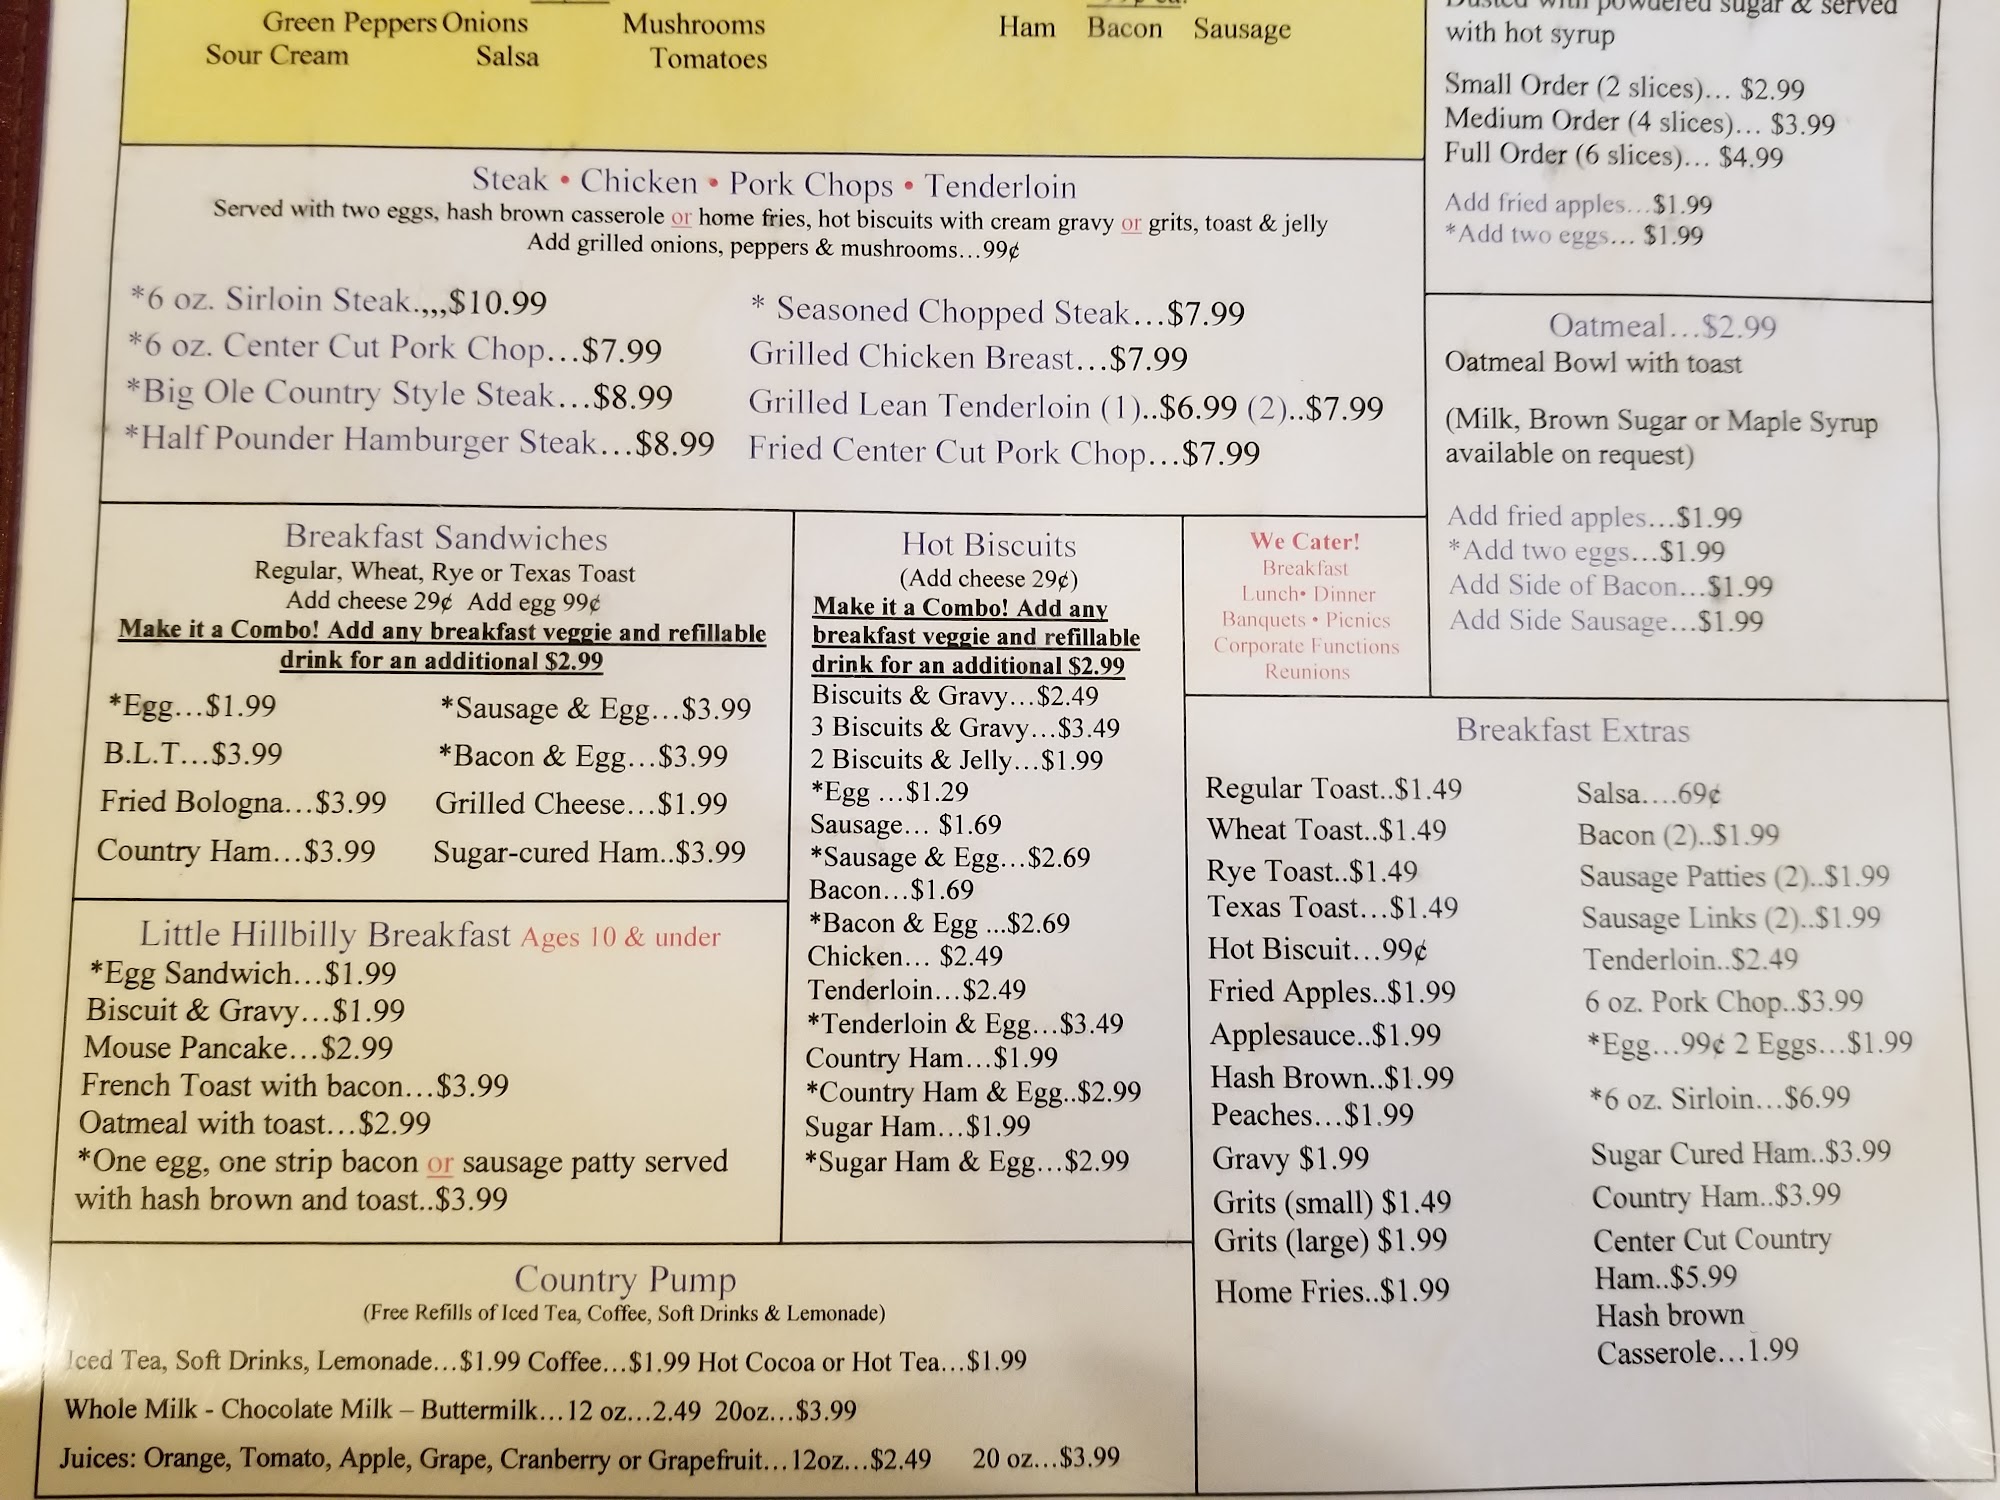 Green Peppers Onions Mushrooms
Sour Cream Salsa Tomatoes
Ham Bacon Sausage
with hot syrup
Small Order (2 slices)... $2.99
Medium Order (4 slices)... $3.99
Full Order (6 slices)... $4.99
Add fried apples...$1.99
*Add two eggs... $1.99
Steak • Chicken • Pork Chops • Tenderloin
Served with two eggs, hash brown casserole or home fries, hot biscuits with cream gravy or grits, toast & jelly
Add grilled onions, peppers & mushrooms...99¢
*6 oz. Sirloin Steak.,,,$10.99
*6 oz. Center Cut Pork Chop...$7.99
*Big Ole Country Style Steak...$8.99
*Half Pounder Hamburger Steak...$8.99
* Seasoned Chopped Steak...$7.99
Grilled Chicken Breast...$7.99
Grilled Lean Tenderloin (1)..$6.99 (2)..$7.99
Fried Center Cut Pork Chop...$7.99
Oatmeal...$2.99
Oatmeal Bowl with toast
(Milk, Brown Sugar or Maple Syrup
available on request)
Add fried apples...$1.99
*Add two eggs...$1.99
Add Side of Bacon...$1.99
Add Side Sausage...$1.99
Breakfast Sandwiches
Regular, Wheat, Rye or Texas Toast
Add cheese 29¢ Add egg 99¢
Make it a Combo! Add any breakfast veggie and refillable
drink for an additional $2.99
*Egg...$1.99
B.L.T...$3.99
Fried Bologna...$3.99
Country Ham...$3.99
*Sausage & Egg...$3.99
*Bacon & Egg...$3.99
Grilled Cheese...$1.99
Sugar-cured Ham..$3.99
Little Hillbilly Breakfast Ages 10 & under
*Egg Sandwich...$1.99
Biscuit & Gravy...$1.99
Mouse Pancake...$2.99
French Toast with bacon...$3.99
Oatmeal with toast...$2.99
*One egg, one strip bacon or sausage patty served
with hash brown and toast..$3.99
Hot Biscuits
(Add cheese 29¢)
Make it a Combo! Add any
breakfast veggie and refillable
drink for an additional $2.99
Biscuits & Gravy...$2.49
3 Biscuits & Gravy...$3.49
2 Biscuits & Jelly...$1.99
*Egg ...$1.29
Sausage... $1.69
*Sausage & Egg...$2.69
Bacon...$1.69
*Bacon & Egg ...$2.69
Chicken... $2.49
Tenderloin...$2.49
*Tenderloin & Egg...$3.49
Country Ham...$1.99
*Country Ham & Egg..$2.99
Sugar Ham...$1.99
*Sugar Ham & Egg...$2.99
We Cater!
Breakfast
Lunch• Dinner
Banquets • Picnics
Corporate Functions
Reunions
Breakfast Extras
Regular Toast..$1.49
Wheat Toast..$1.49
Rye Toast..$1.49
Texas Toast...$1.49
Hot Biscuit...99¢
Fried Apples..$1.99
Applesauce..$1.99
Hash Brown..$1.99
Peaches...$1.99
Gravy $1.99
Grits (small) $1.49
Grits (large) $1.99
Home Fries..$1.99
Salsa....69¢
Bacon (2)..$1.99
Sausage Patties (2)..$1.99
Sausage Links (2)..$1.99
Tenderloin..$2.49
6 oz. Pork Chop..$3.99
*Egg...99¢ 2 Eggs...$1.99
*6 oz. Sirloin...$6.99
Sugar Cured Ham..$3.99
Country Ham..$3.99
Center Cut Country
Ham..$5.99
Hash brown
Casserole...1.99
Country Pump
(Free Refills of Iced Tea, Coffee, Soft Drinks & Lemonade)
Iced Tea, Soft Drinks, Lemonade...$1.99 Coffee...$1.99 Hot Cocoa or Hot Tea...$1.99
Whole Milk - Chocolate Milk – Buttermilk...12 oz...2.49 20oz...$3.99
Juices: Orange, Tomato, Apple, Grape, Cranberry or Grapefruit...12oz...$2.49 20 oz...$3.99